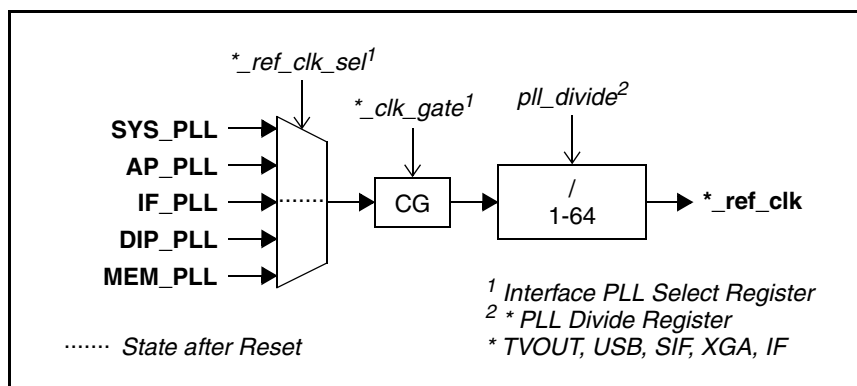 *_ref_clk_sel1
*_clk_gate1
pll_divide2
SYS_PLL
AP_PLL
IF_PLL
DIP_PLL
MEM_PLL
CG
/
1-64
*_ref_clk
1 Interface PLL Select Register
2 * PLL Divide Register
* TVOUT, USB, SIF, XGA, IF
State after Reset